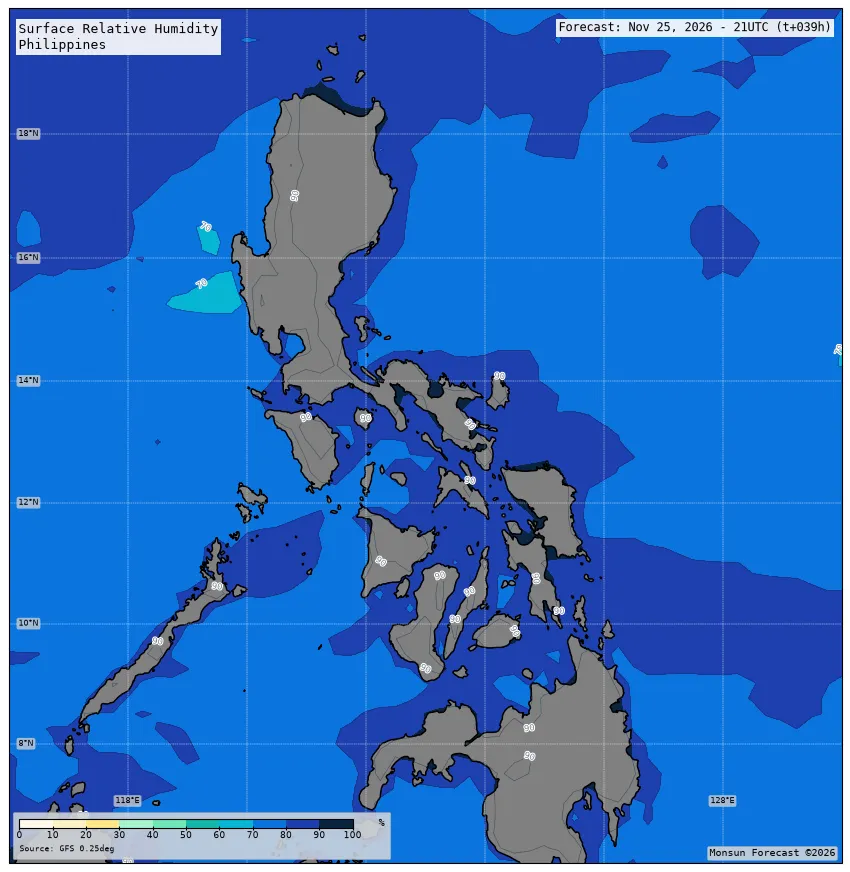 Surface Relative Humidity
Philippines
Forecast: Nov 25, 2026 - 21UTC (t+039h)
18°N
90
70
16°N
70
70
14°N
90
90
90
90
12°N
90
90
90
90
90
90
10°N
90
90
90
90
90
8°N
90
90
118°E
128°E
%
0 10 20 30 40 50 60 70 80 90 100
Source: GFS 0.25deg
Monsun Forecast ©2026